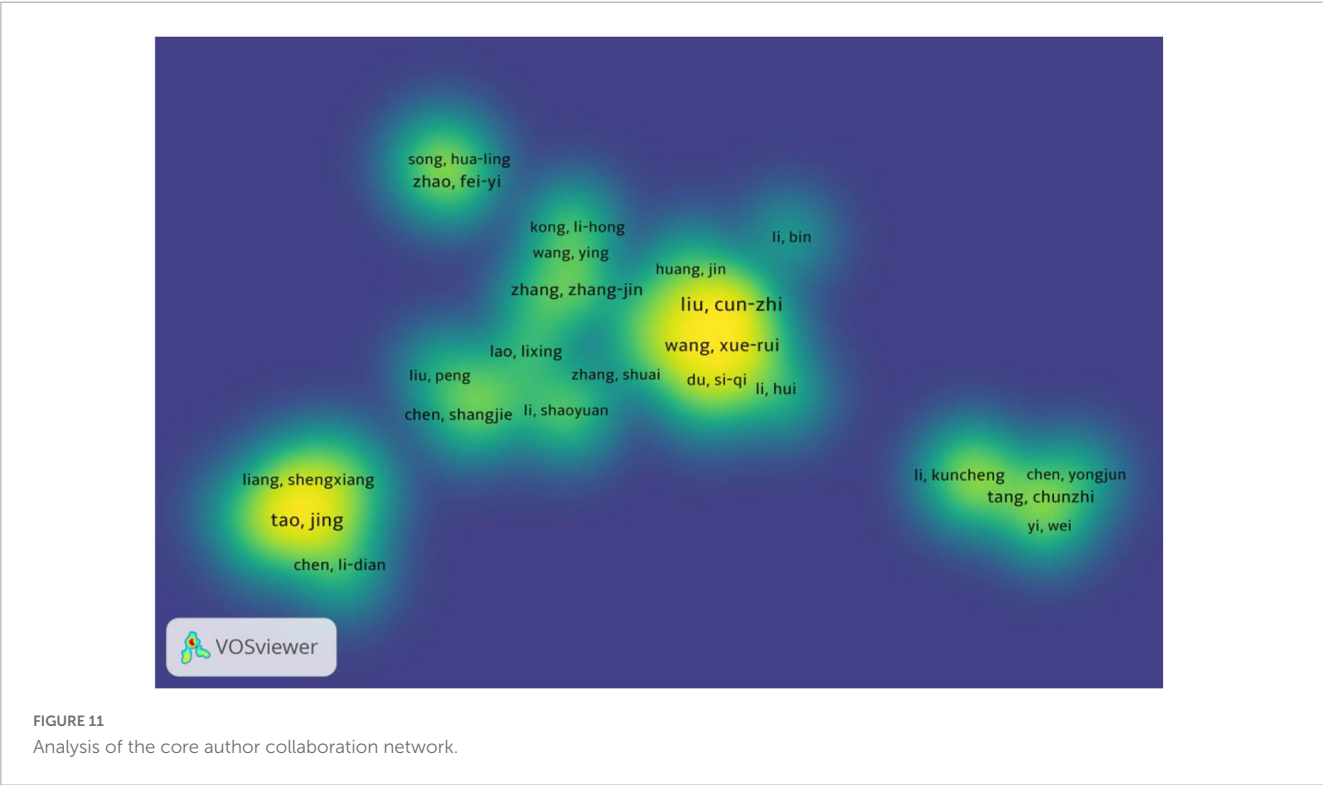 song, hua-ling
zhao, fei-yi
kong, li-hong
wang, ying
zhang, zhang-jin
li, bin
huang, jin
liu, cun-zhi
wang, xue-rui
du, si-qi
li, hui
lao, lixing
liu, peng
zhang, shuai
chen, shangjie
li, shaoyuan
liang, shengxiang
tao, jing
chen, li-dian
li, kuncheng
chen, yongjun
tang, chunzhi
yi, wei
VOSviewer
FIGURE 11
Analysis of the core author collaboration network.